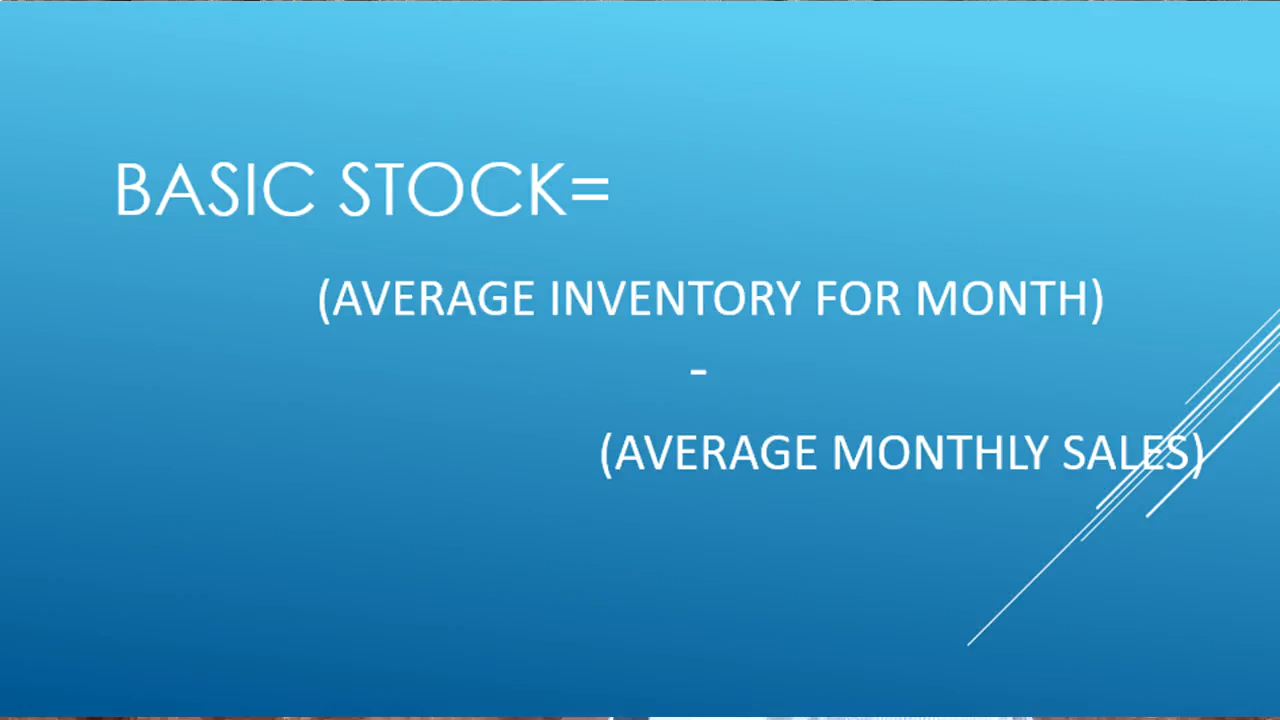 BASIC STOCK=
(AVERAGE INVENTORY FOR MONTH)
-
(AVERAGE MONTHLY SALES)